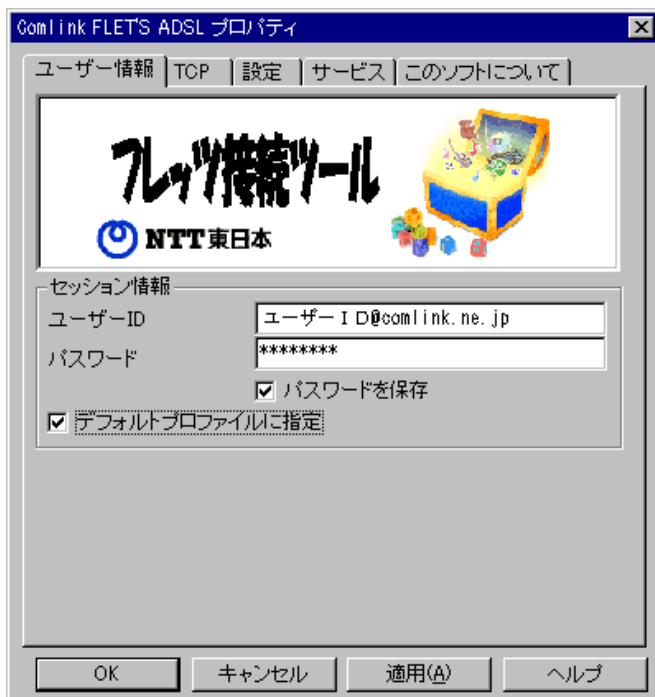 Comlink FLET'S ADSL プロパティ
ユーザー情報 TCP 設定 サービス このソフトについて
フレッツ接続ツール
NTT東日本
セッション情報
ユーザーID ユーザーＩＤ@comlink.ne.jp
パスワード ********
パスワードを保存
デフォルトプロファイルに指定
OK キャンセル 適用(A) ヘルプ